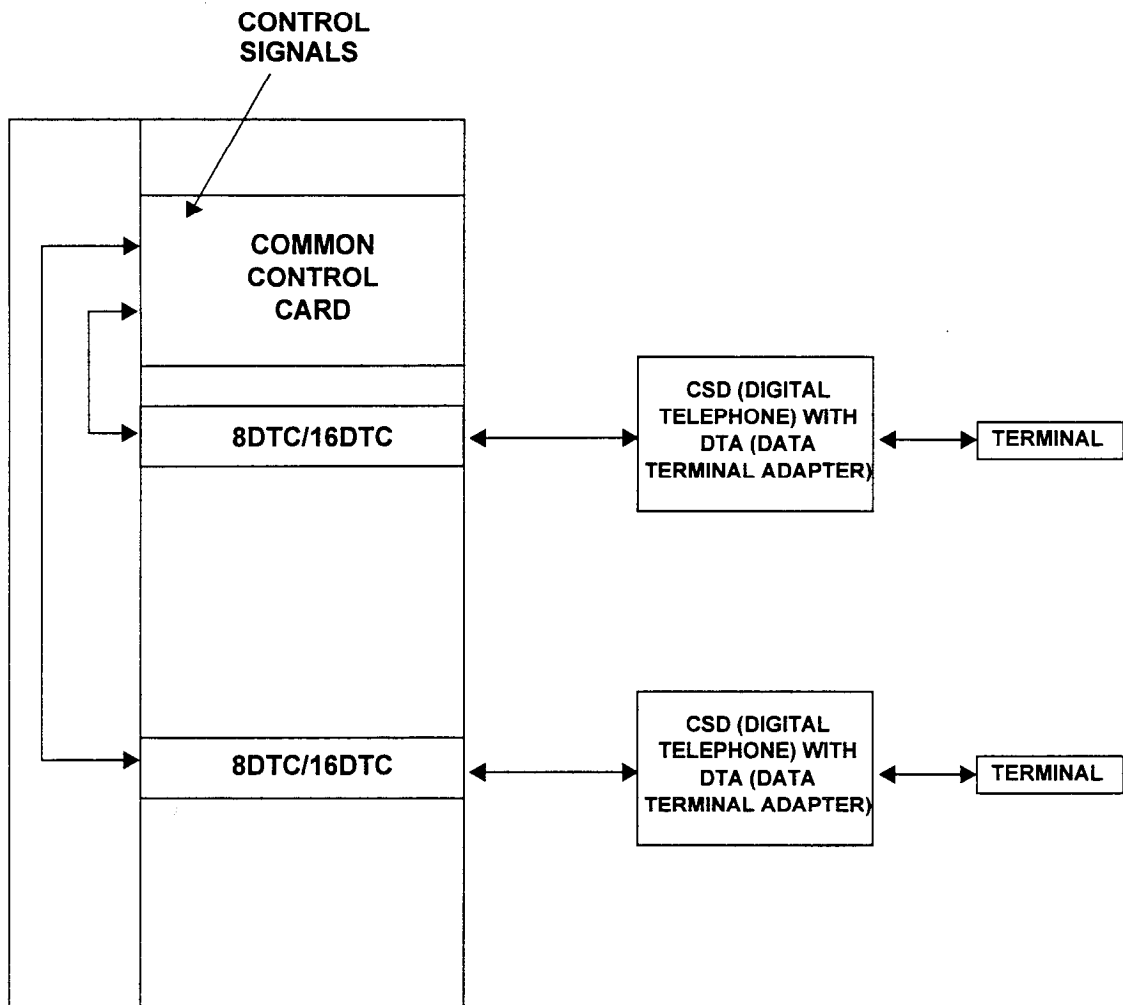 CONTROL
SIGNALS
COMMON
CONTROL
CARD
8DTC/16DTC
CSD (DIGITAL
TELEPHONE) WITH
DTA (DATA
TERMINAL ADAPTER)
TERMINAL
8DTC/16DTC
CSD (DIGITAL
TELEPHONE) WITH
DTA (DATA
TERMINAL ADAPTER)
TERMINAL